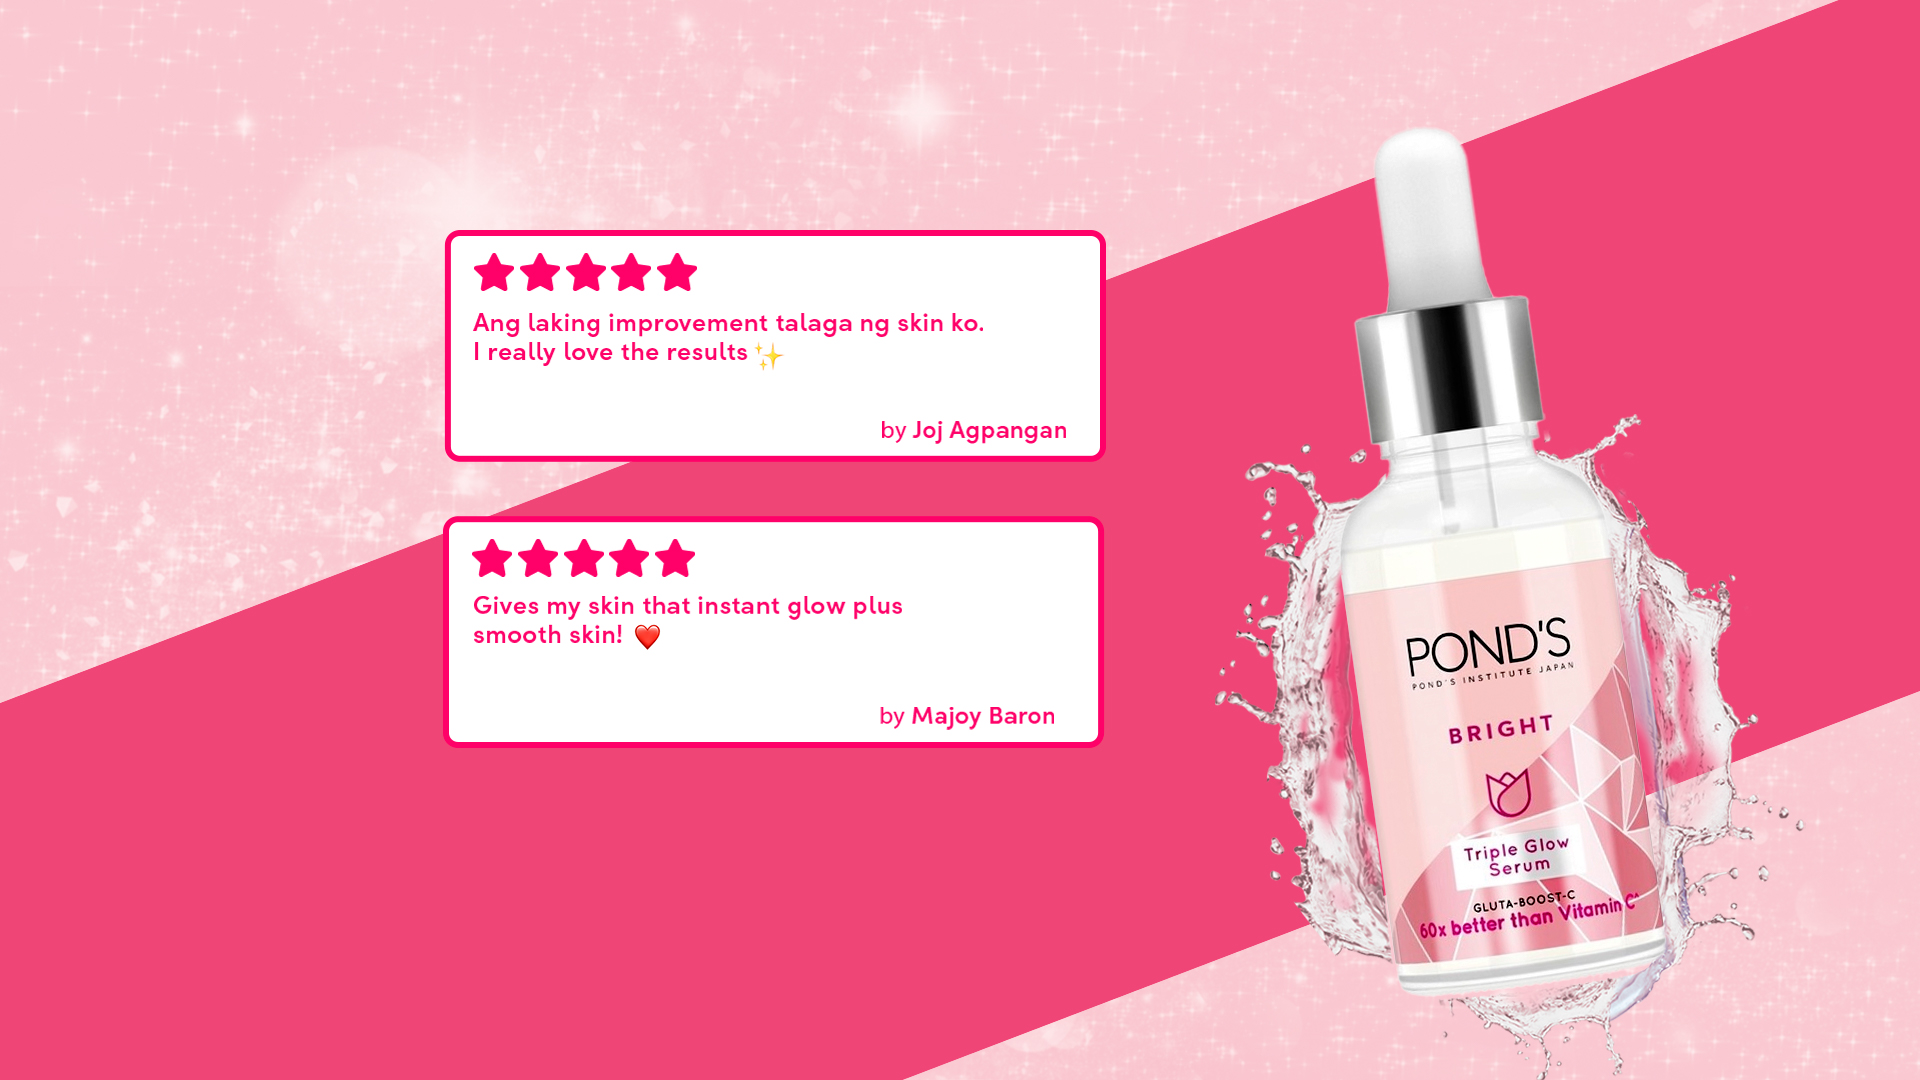 Ang laking improvement talaga ng skin ko.
I really love the results ✨
by Joj Agpangan
Gives my skin that instant glow plus
smooth skin! ❤️
by Majoy Baron
POND'S
POND'S INSTITUTE JAPAN
BRIGHT
Triple Glow
Serum
GLUTA-BOOST-C
60x better than Vitamin C*